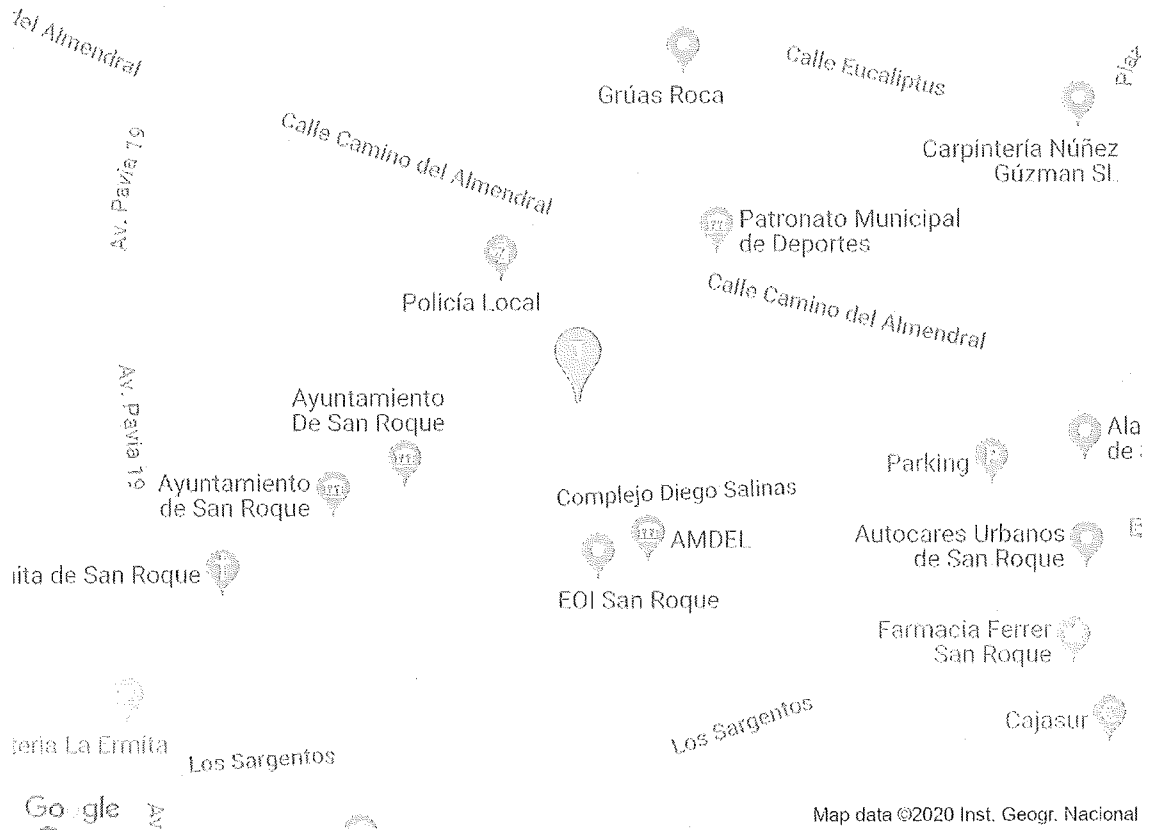 del Almendral
Calle Eucaliptus
Grúas Roca
Calle Camino del Almendral
Av. Pavia 79
Carpintería Núñez
Gúzman Sl.
Patronato Municipal
de Deportes
Policía Local
Calle Camino del Almendral
T
Av. Pavia 19
Ayuntamiento
De San Roque
Parking
P
Ayuntamiento
de San Roque
Complejo Diego Salinas
AMDEL
Autocares Urbanos
de San Roque
ita de San Roque
EOI San Roque
Farmacia Ferrer
San Roque
Cajasur
Los Sargentos
tería La Ermita
Los Sargentos
Google
Av
Map data ©2020 Inst. Geogr. Nacional